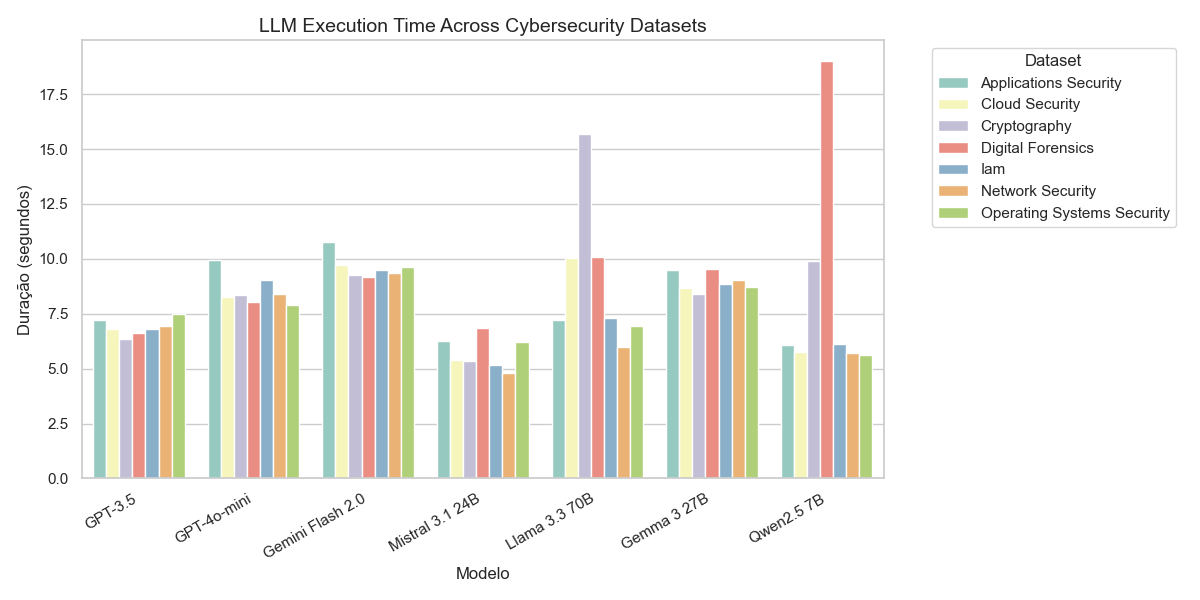 LLM Execution Time Across Cybersecurity Datasets
Duração (segundos)
17.5
15.0
12.5
10.0
7.5
5.0
2.5
0.0
GPT-3.5
GPT-4o-mini
Gemini Flash 2.0
Mistral 3.1 24B
Llama 3.3 70B
Gemma 3 27B
Qwen2.5 7B
Modelo
Dataset
Applications Security
Cloud Security
Cryptography
Digital Forensics
Iam
Network Security
Operating Systems Security